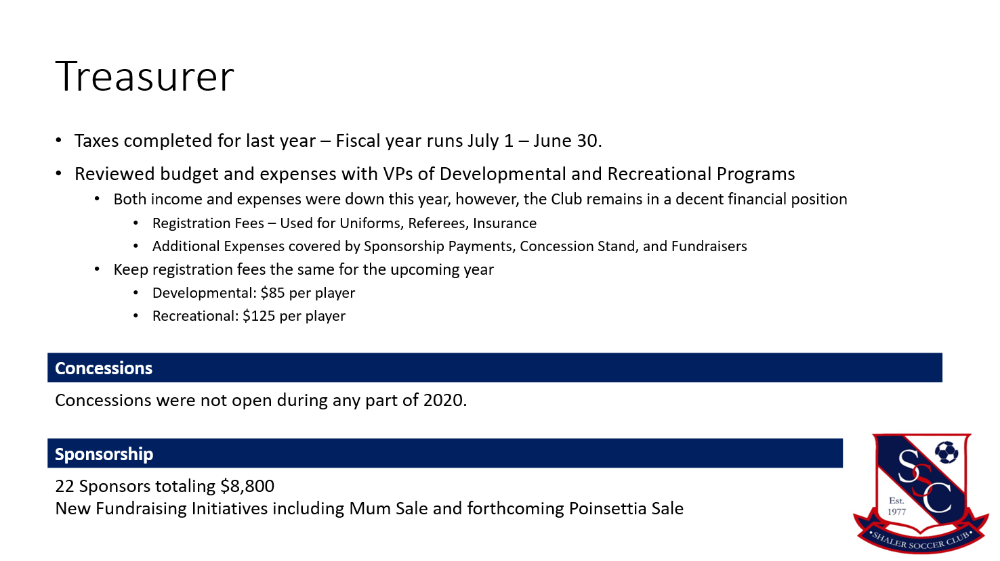 Treasurer
• Taxes completed for last year – Fiscal year runs July 1 – June 30.
• Reviewed budget and expenses with VPs of Developmental and Recreational Programs
• Both income and expenses were down this year, however, the Club remains in a decent financial position
• Registration Fees – Used for Uniforms, Referees, Insurance
• Additional Expenses covered by Sponsorship Payments, Concession Stand, and Fundraisers
• Keep registration fees the same for the upcoming year
• Developmental: $85 per player
• Recreational: $125 per player
Concessions
Concessions were not open during any part of 2020.
Sponsorship
22 Sponsors totaling $8,800
New Fundraising Initiatives including Mum Sale and forthcoming Poinsettia Sale
SSC
Est.
1977
•SHALER SOCCER CLUB•